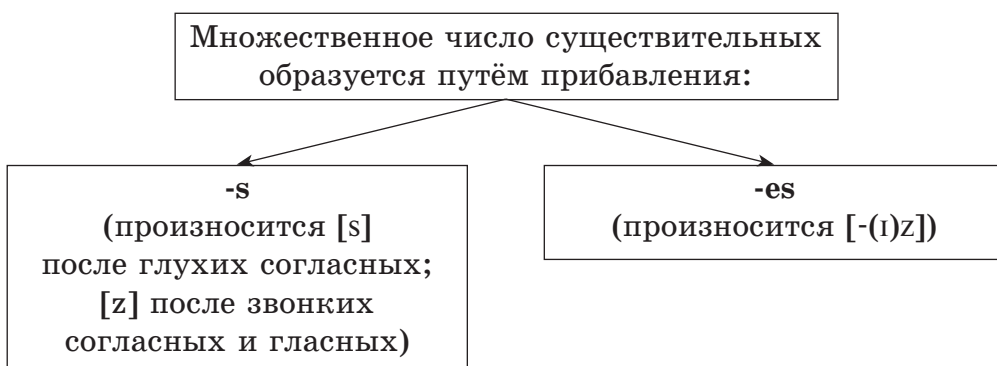 Множественное число существительных
образуется путём прибавления:
-s
(произносится [s]
после глухих согласных;
[z] после звонких
согласных и гласных)
-es
(произносится [-(ɪ)z])